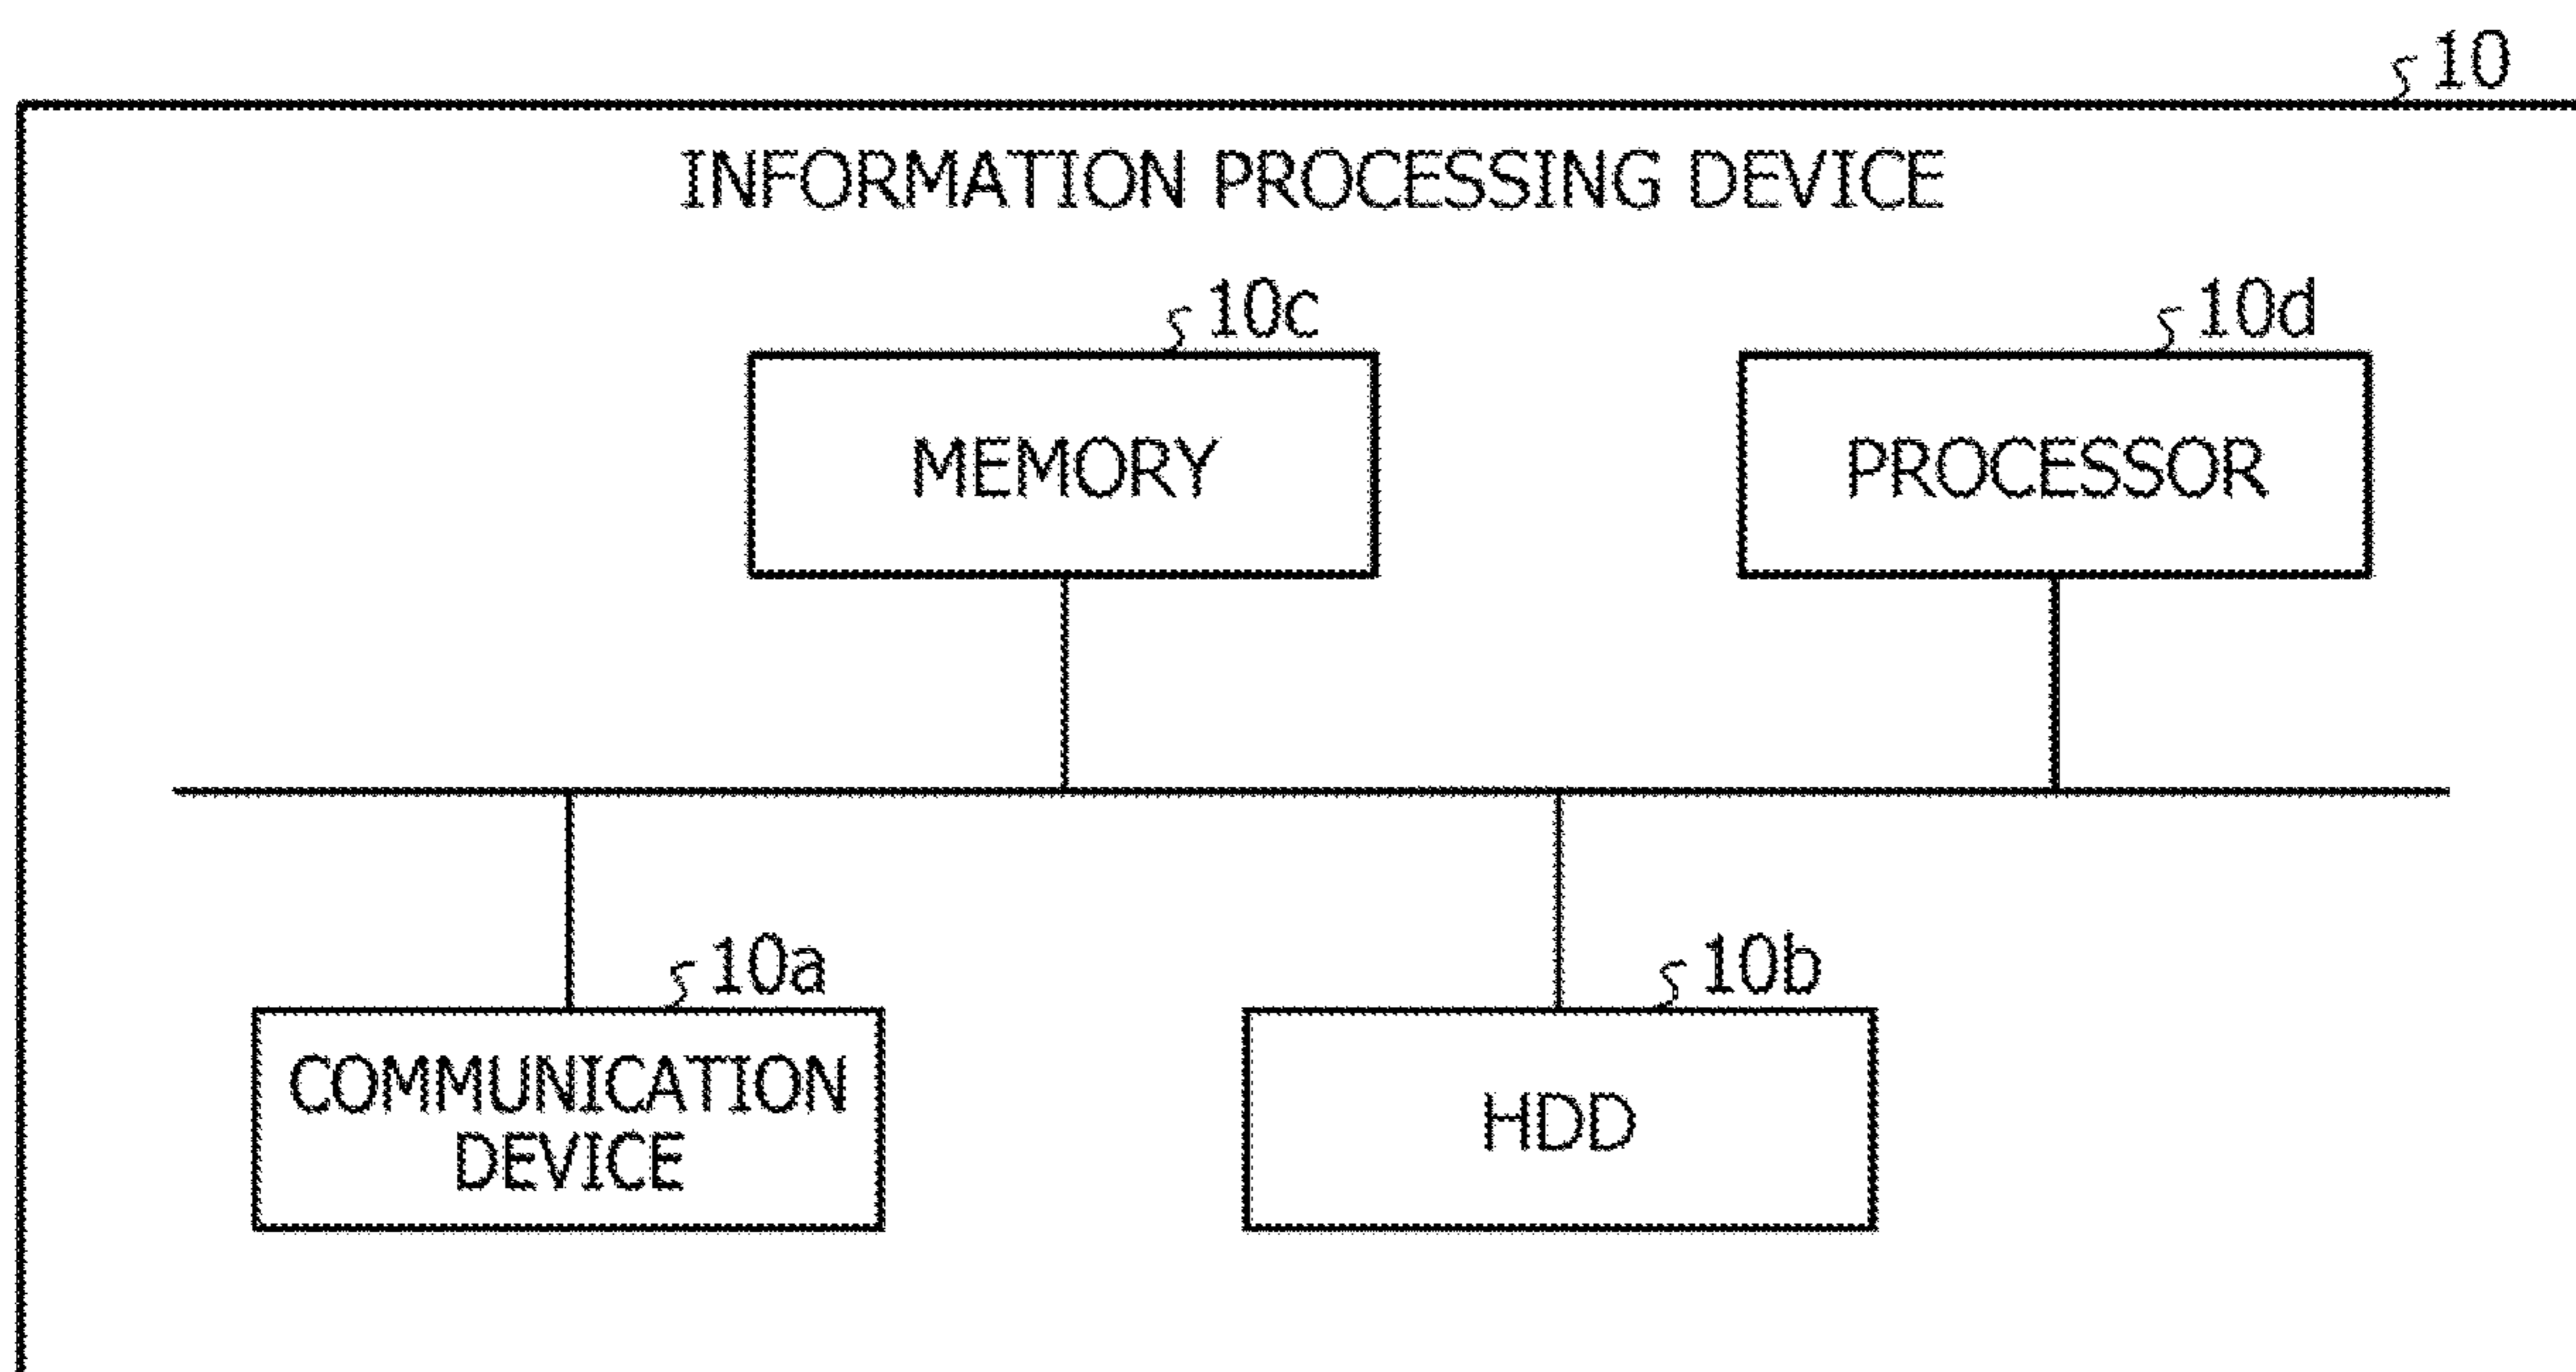 10
INFORMATION PROCESSING DEVICE
10c
10d
MEMORY
PROCESSOR
10a
10b
COMMUNICATION
DEVICE
HDD